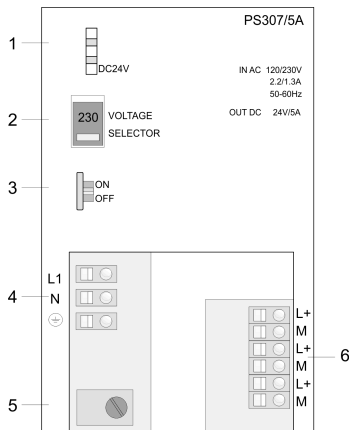 PS307/5A
1
DC24V
IN AC 120/230V
2.2/1.3A
50-60Hz
OUT DC 24V/5A
2
230
VOLTAGE
SELECTOR
3
ON
OFF
L1
4
N
L+
M
L+
M
L+
M
6
5